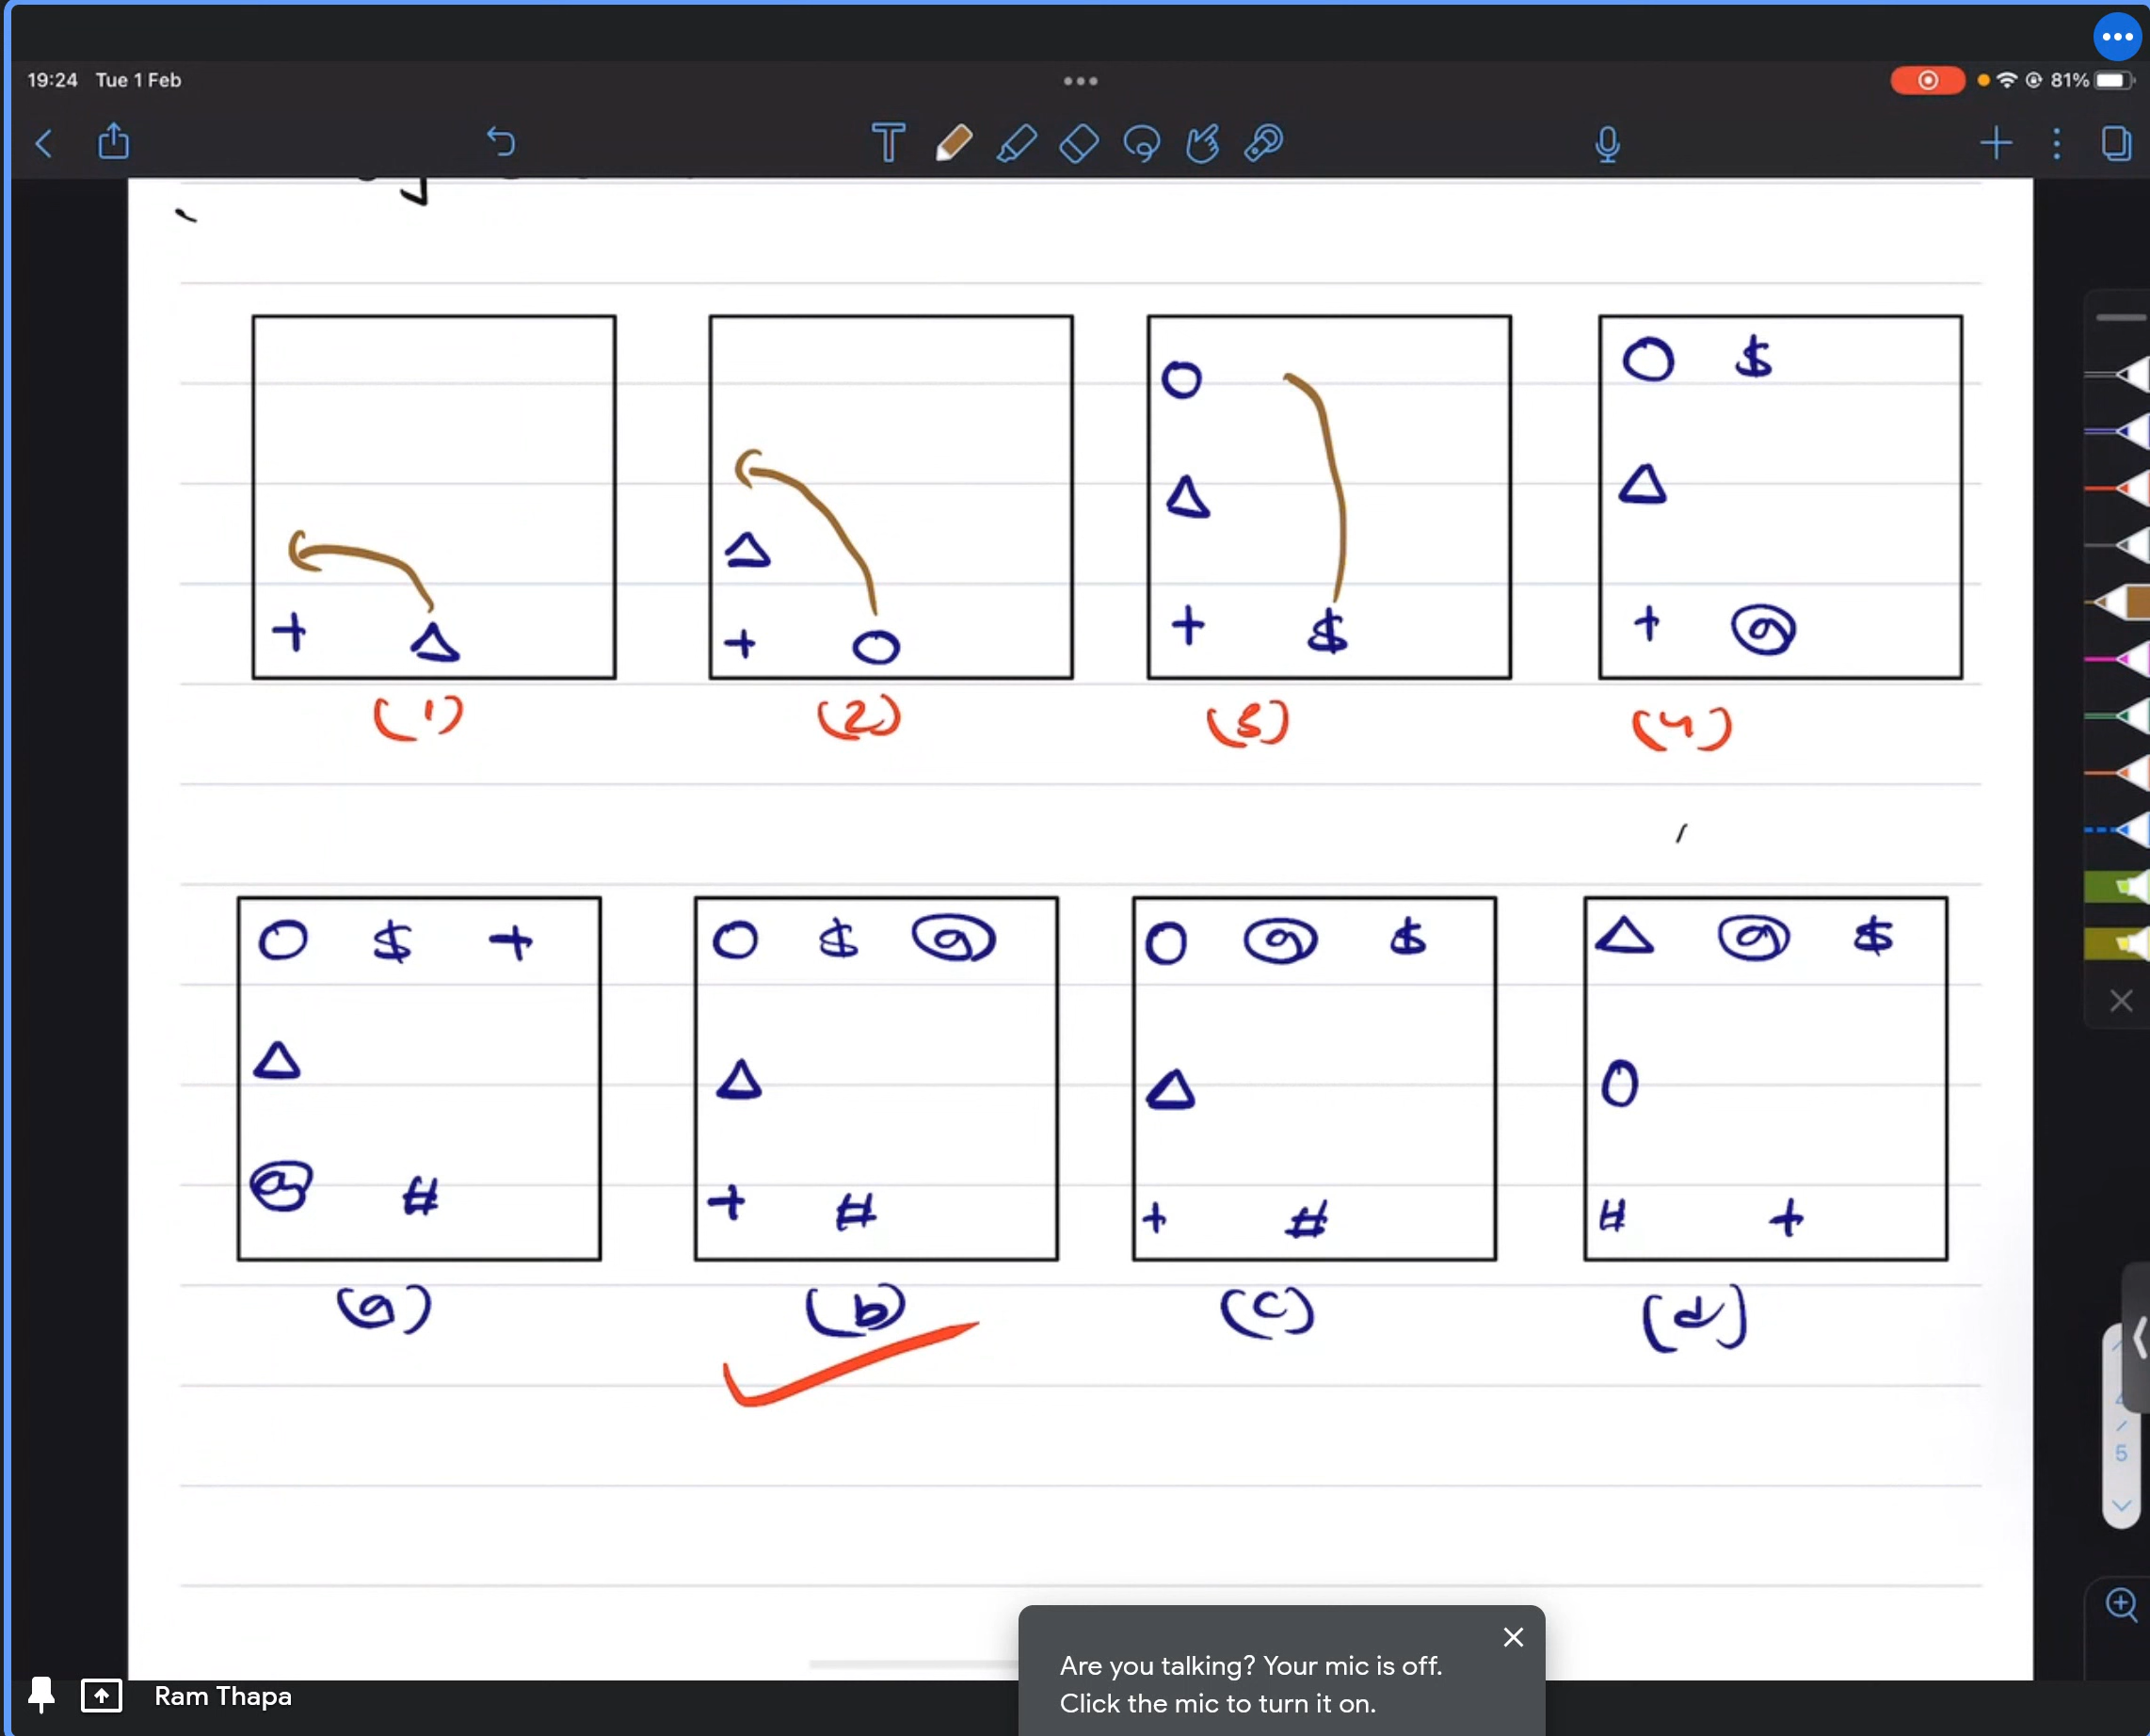 19:24 Tue 1 Feb
81%
T
+ 
+
O
$
+ $
O $
+
(1) (2) (3) (4)
O $ +
#
O $
+ #
O $
+ #
$
O
# +
(a) (b) (c) (d)
5
Are you talking? Your mic is off.
Click the mic to turn it on.
Ram Thapa